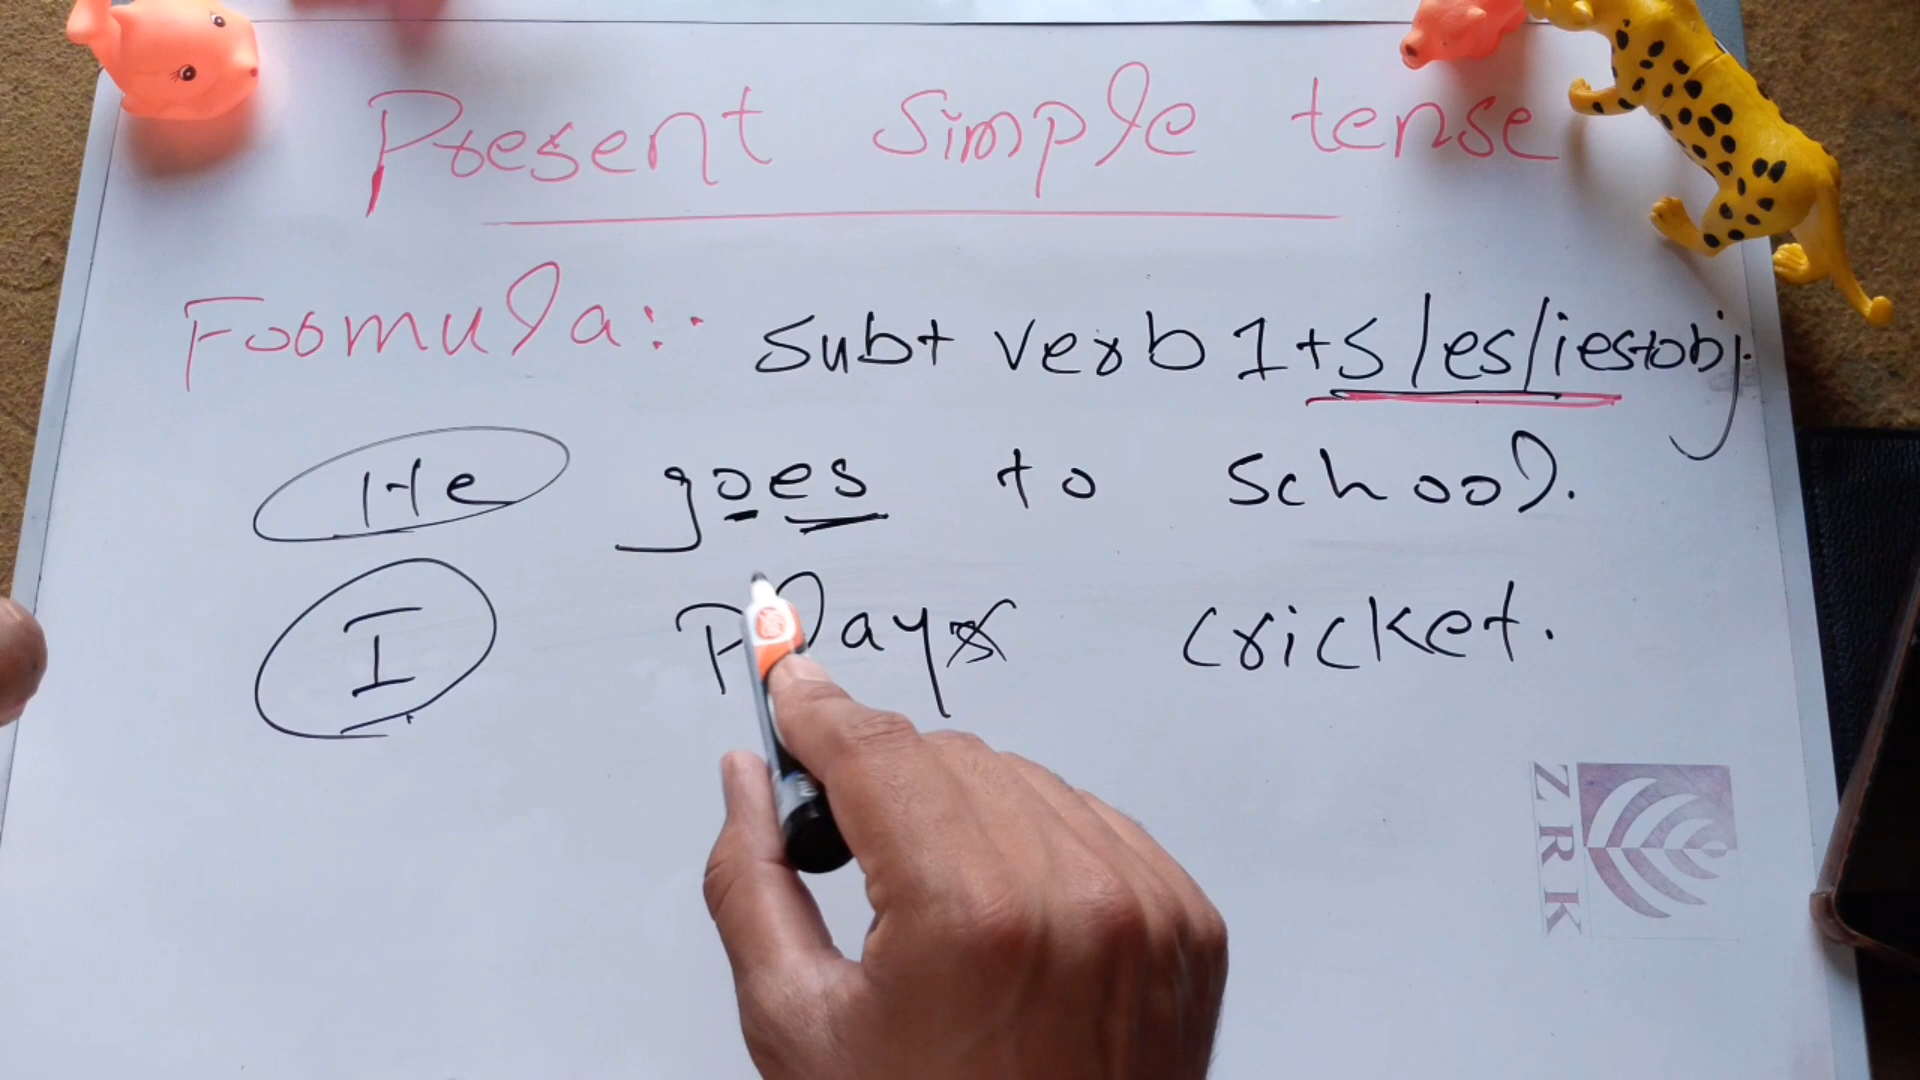 Present simple tense
Formula:-
Sub+ verb 1+s/es/ies+obj.
He goes to school.
I Plays cricket.
ZRK